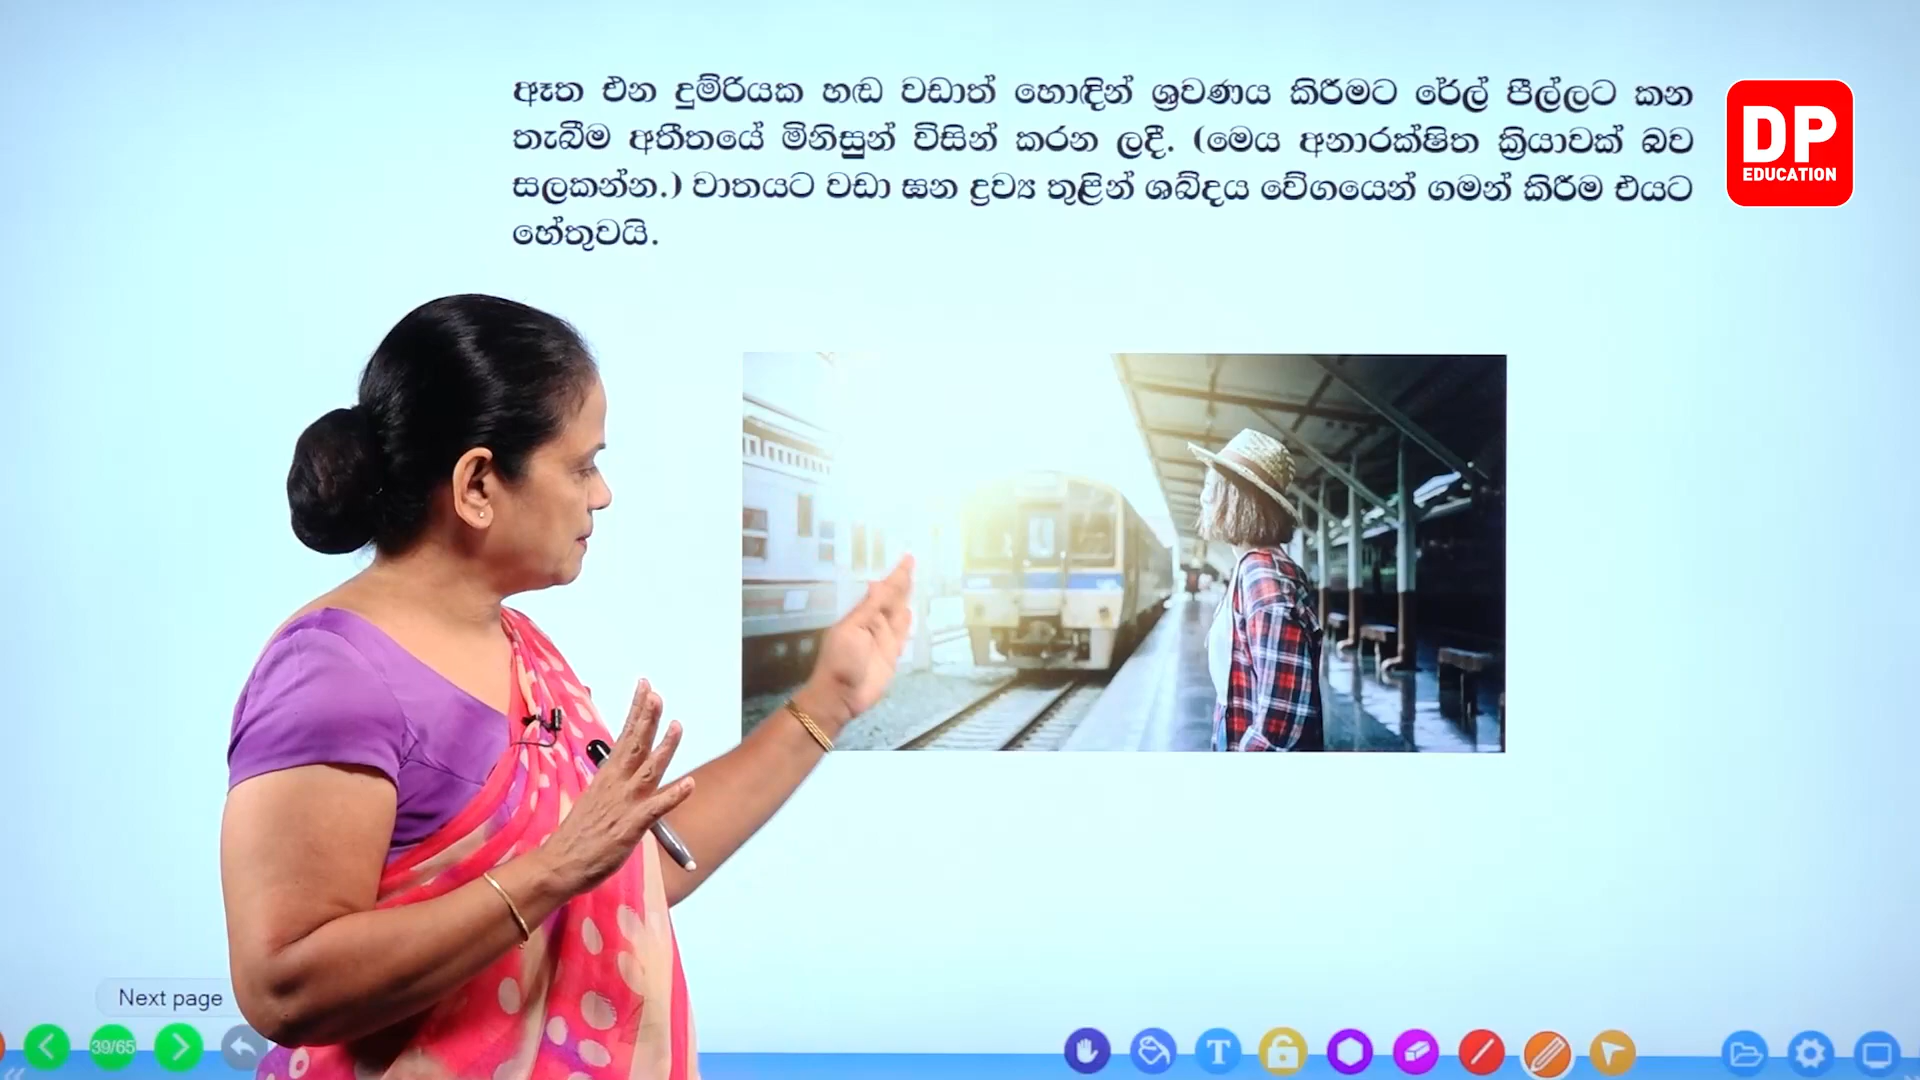 ඈත එන දුම්රියක හඬ වඩාත් හොඳින් ශ්‍රවණය කිරීමට රේල් පීල්ලට කන
තැබීම අතීතයේ මිනිසුන් විසින් කරන ලදී. (මෙය අනාරක්ෂිත ක්‍රියාවක් බව
සලකන්න.) වාතයට වඩා ඝන ද්‍රව්‍ය තුළින් ශබ්දය වේගයෙන් ගමන් කිරීම එයට
හේතුවයි.
DP
EDUCATION
Next page
39/65
T